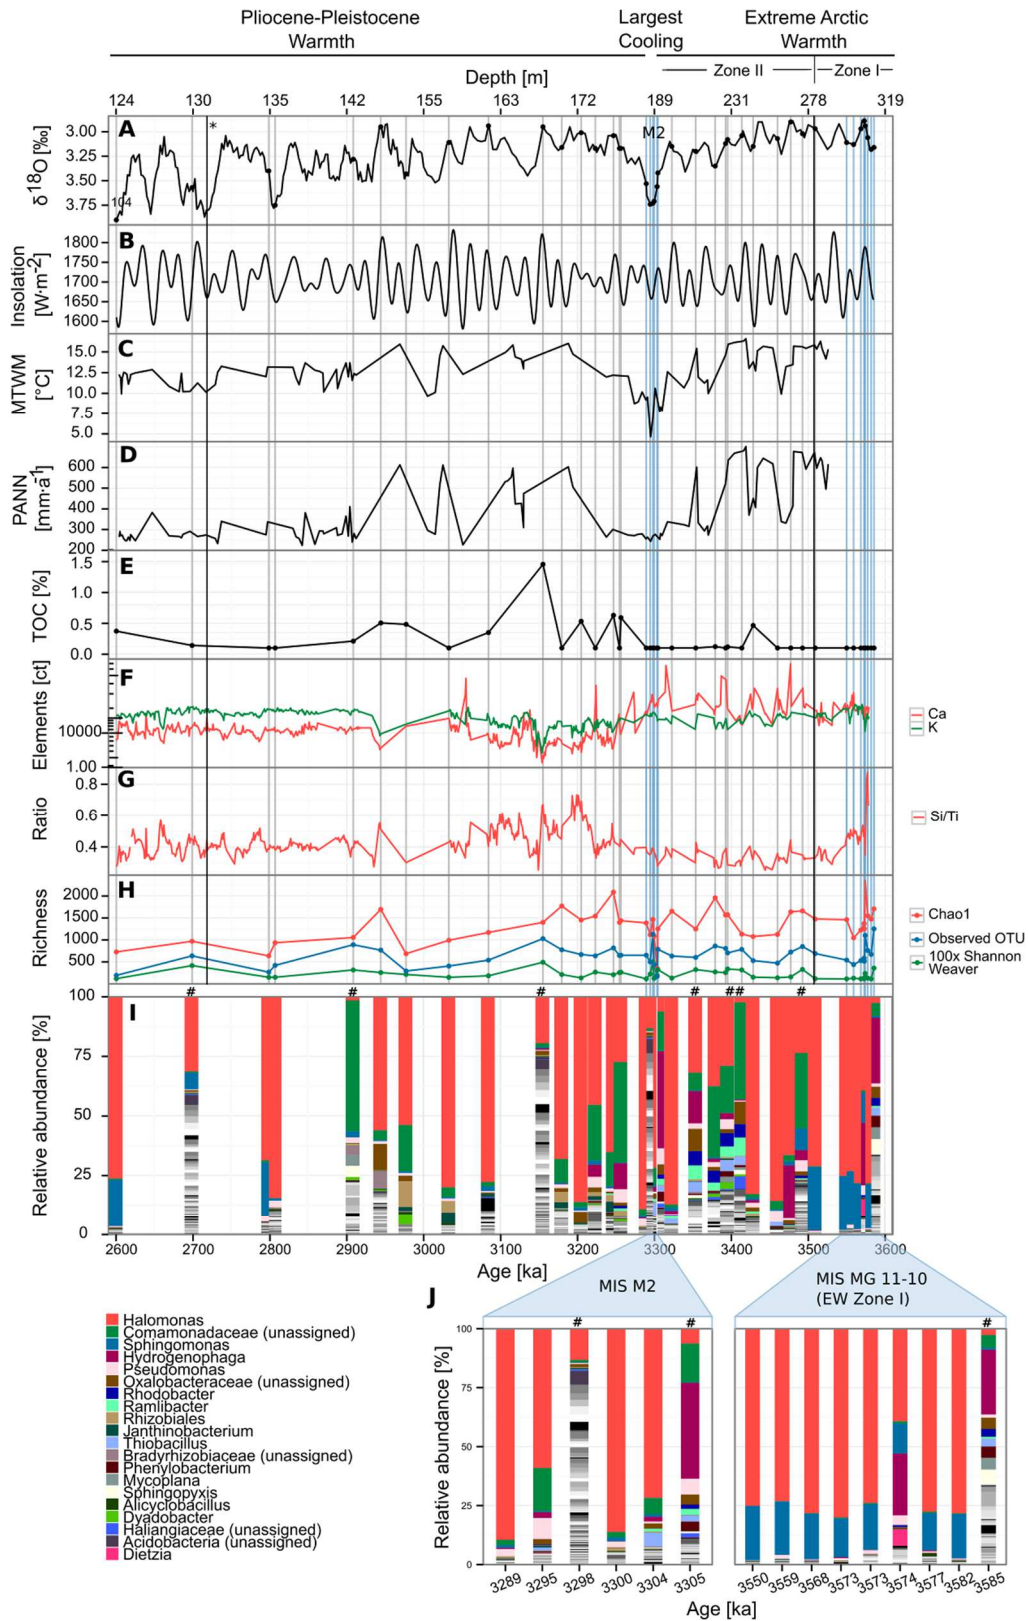 Pliocene-Pleistocene
Warmth
Largest
Cooling
Extreme Arctic
Warmth
Zone II
Zone I
Depth [m]
124 130 135 142 155 163 172 189 231 278 319
A
*
M2
104
δ18O [‰]
3.00
3.25
3.50
3.75
B
Insolation
[W·m-2]
1800
1750
1700
1650
1600
C
MTWM
[°C]
15.0
12.5
10.0
7.5
5.0
D
PANN
[mm·a-1]
600
500
400
300
200
E
TOC [%]
1.5
1.0
0.5
0.0
F
Elements [ct]
10000
1.00
Ca
K
G
Ratio
0.8
0.6
0.4
Si/Ti
H
Richness
2000
1500
1000
500
Chao1
Observed OTU
100x Shannon
Weaver
# # # # ## #
I
Relative abundance [%]
100
75
50
25
0
2600 2700 2800 2900 3000 3100 3200 3300 3400 3500 3600
Age [ka]
J
MIS M2
MIS MG 11-10
(EW Zone I)
# # #
Relative abundance [%]
100
75
50
25
0
3289 3295 3298 3300 3304 3305
100
75
50
25
0
3550 3559 3568 3573 3573 3574 3577 3582 3585
Age [ka]
Halomonas
Comamonadaceae (unassigned)
Sphingomonas
Hydrogenophaga
Pseudomonas
Oxalobacteraceae (unassigned)
Rhodobacter
Ramlibacter
Rhizobiales
Janthinobacterium
Thiobacillus
Bradyrhizobiaceae (unassigned)
Phenylobacterium
Mycoplana
Sphingopyxis
Alicyclobacillus
Dyadobacter
Haliangiaceae (unassigned)
Acidobacteria (unassigned)
Dietzia